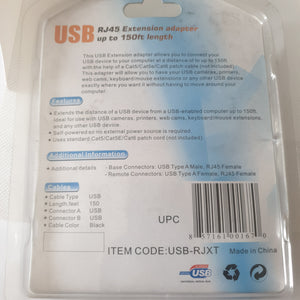 USB RJ45 Extension adapter
up to 150ft length
This USB Extension adapter allows you to connect your
USB device to your computer at a distance of up to 150ft
with the help of Cat5/Cat5e/Cat6 patch cable (not included).
It allows you to have your USB cameras, printers, web
cams, keyboard/mouse extensions, or any other USB device
exactly where you want it without having to move around
your computer.
Features
Extends the distance of a USB device from a USB-enabled computer up to 150ft.
Ideal for use with USB cameras, printers, web cams, keyboard/mouse extensions,
and any other USB device
Self-powered so no external power source is required.
Uses standard Cat5/Cat5E/Cat6 patch cord (not included).
Additional Information
Additional details - Base Connectors: USB Type A Male, RJ45-Female
- Remote Connectors: USB Type A Female, RJ45-Female
Cables
Cable Type USB
Length,feet 150
Connector A USB
Connector B USB
Cable Color Black
UPC
ITEM CODE:USB-RJXT
USB
Made in China